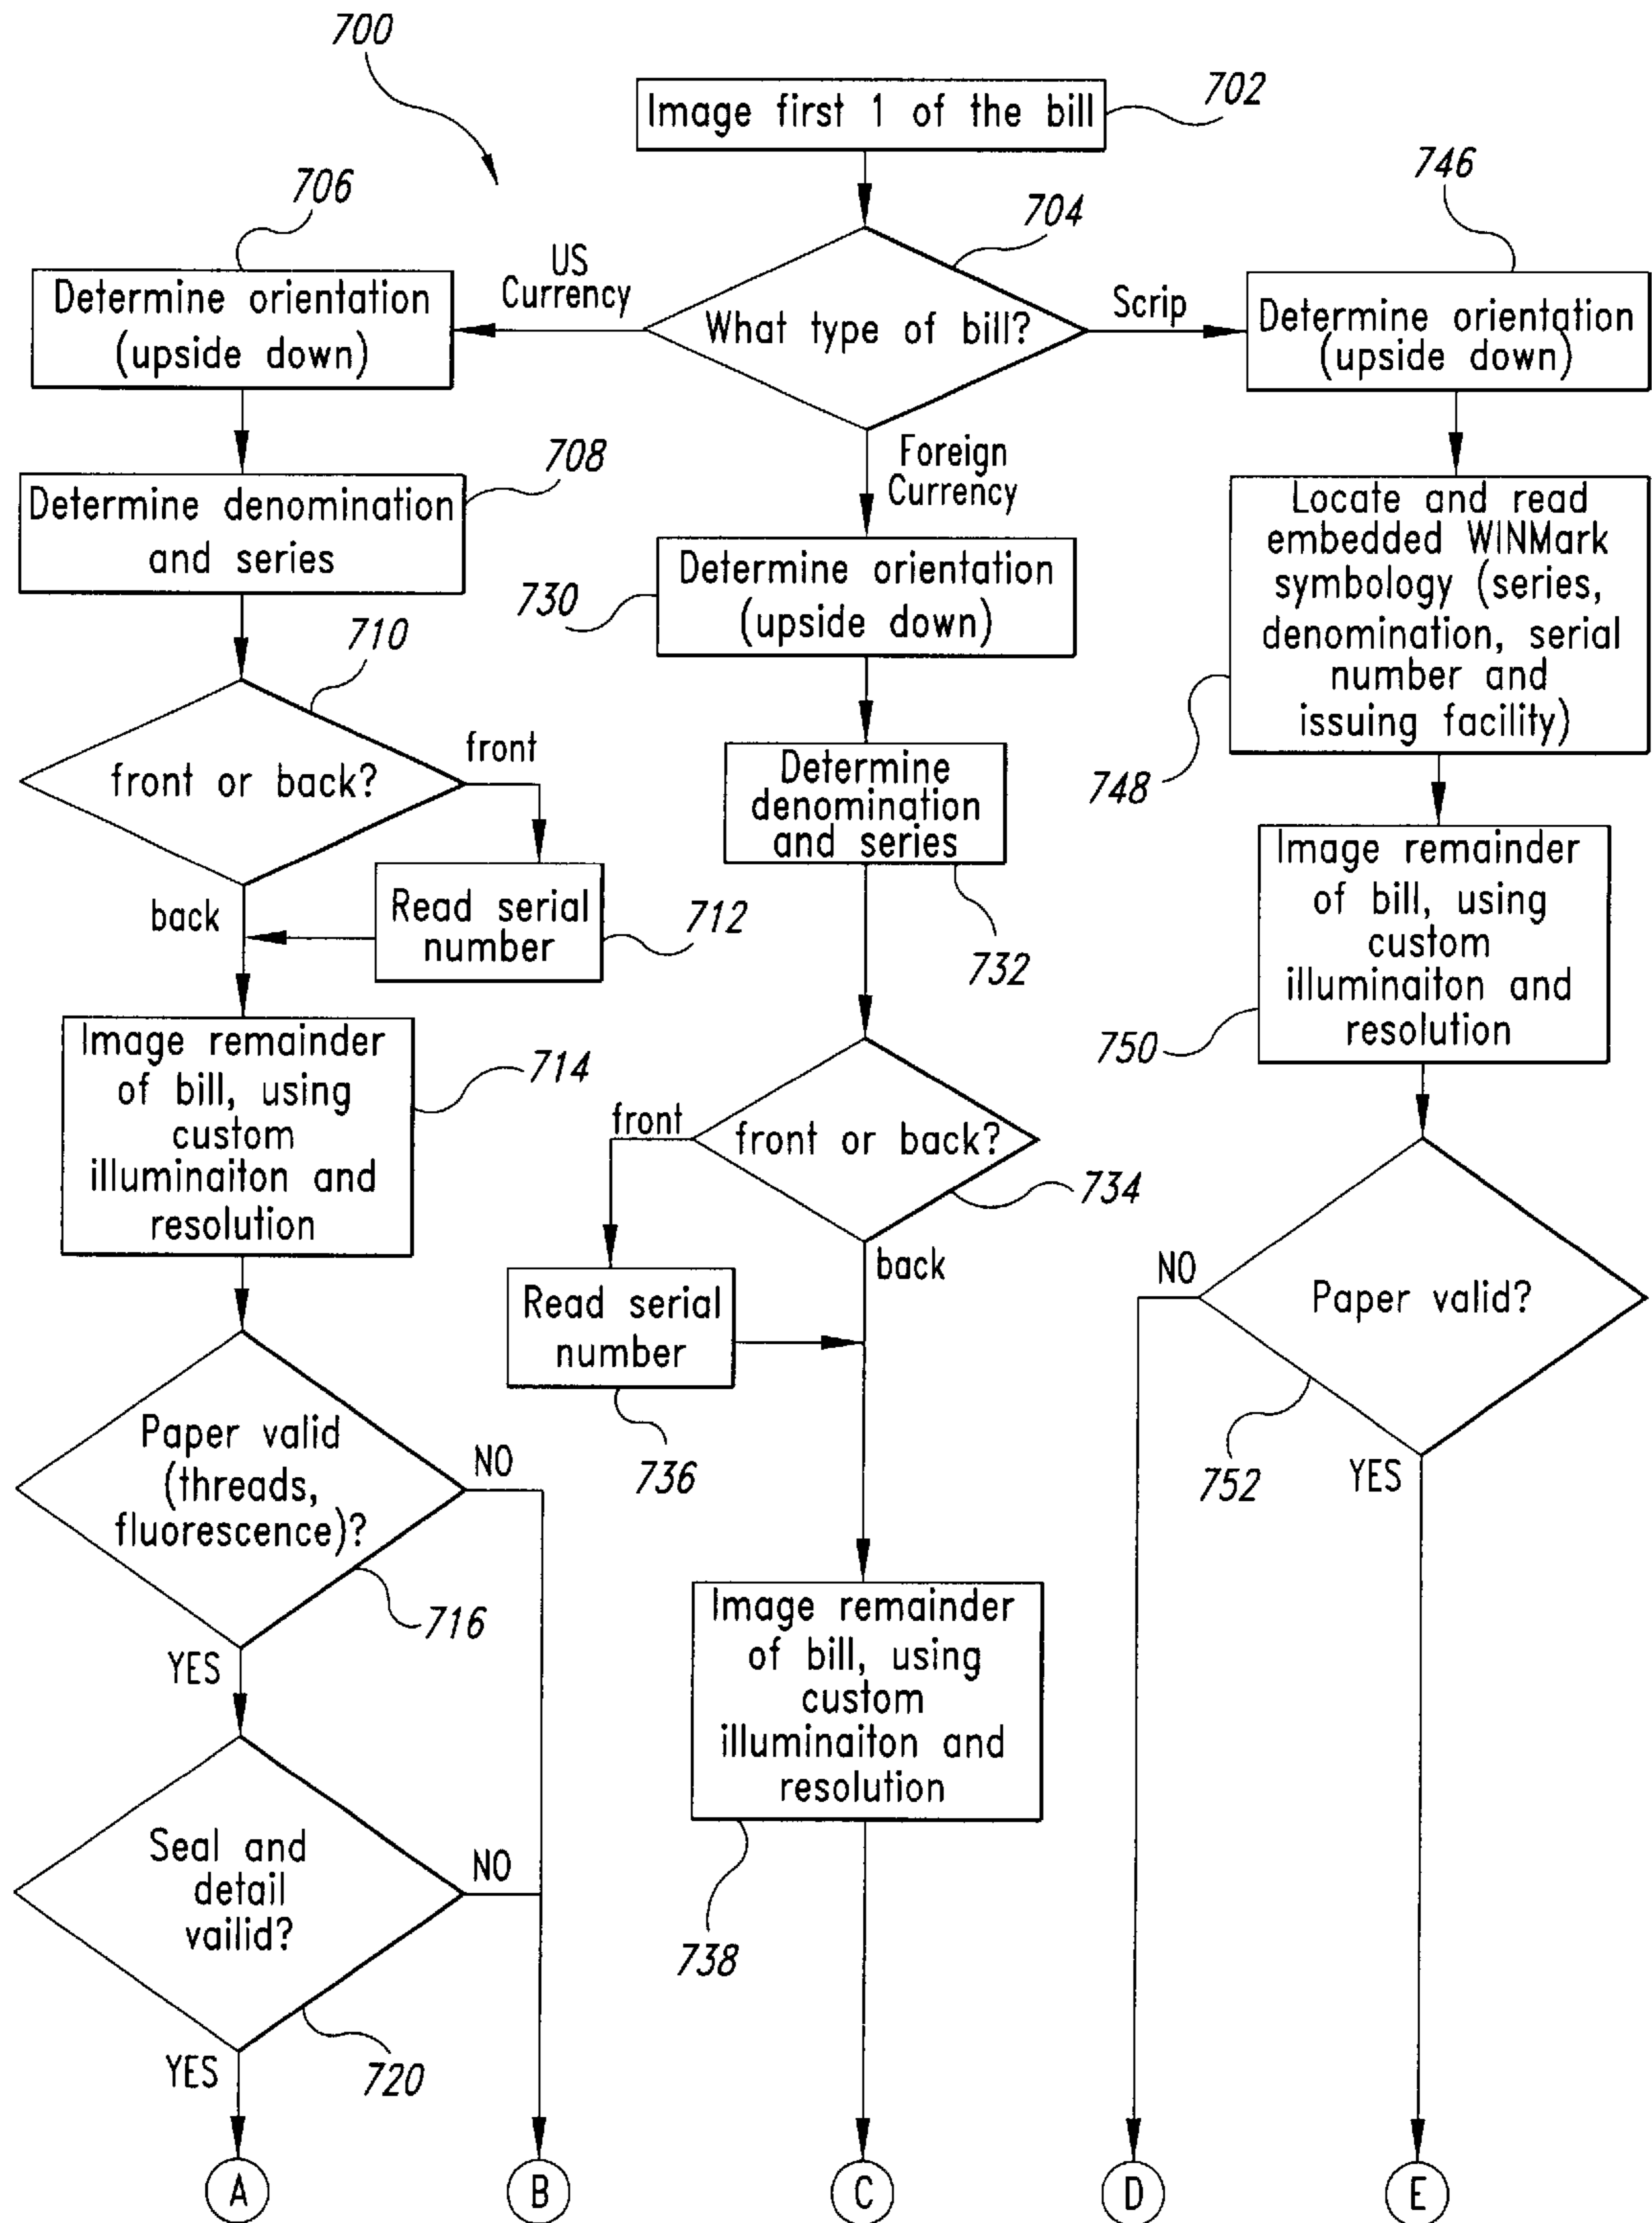 700
Image first 1 of the bill
702
706
704
746
US
Currency
Determine orientation
(upside down)
What type of bill?
Scrip
Determine orientation
(upside down)
Foreign
Currency
708
Determine denomination
and series
730
Determine orientation
(upside down)
Locate and read
embedded WINMark
symbology (series,
denomination, serial
number and
issuing facility)
748
710
front or back?
front
back
Read serial
number
712
Determine
denomination
and series
732
Image remainder
of bill, using
custom
illuminaiton and
resolution
750
Image remainder
of bill, using
custom
illuminaiton and
resolution
714
front
front or back?
734
back
Read serial
number
736
NO
Paper valid?
752
YES
Paper valid
(threads,
fluorescence)?
NO
716
YES
Image remainder
of bill, using
custom
illuminaiton and
resolution
738
Seal and
detail
vailid?
NO
720
YES
A
B
C
D
E